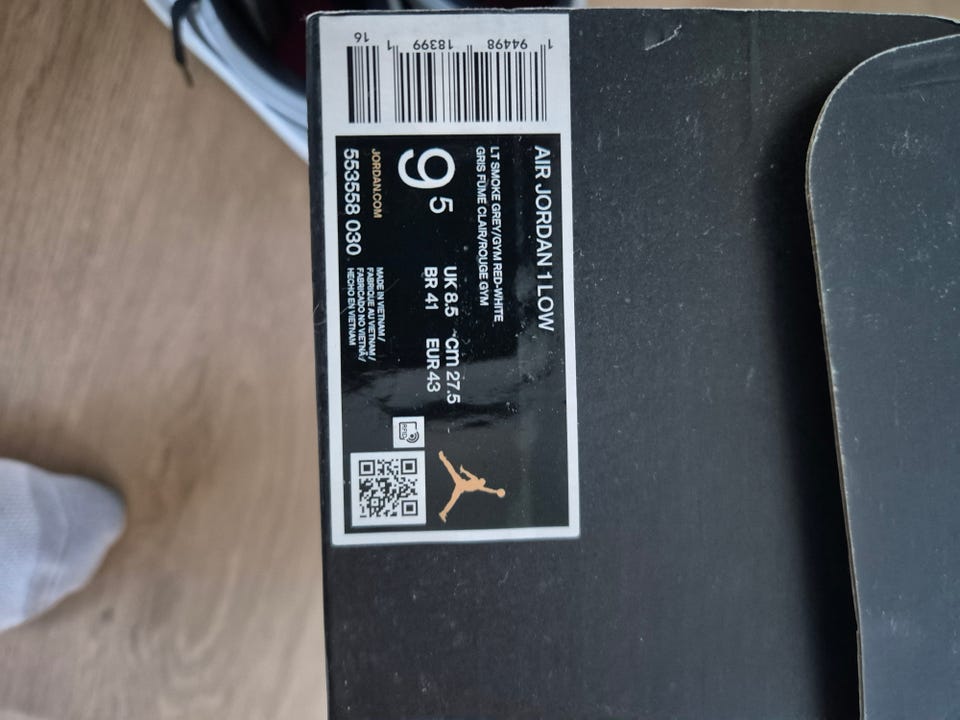 1 94498 18399 1 16
AIR JORDAN 1 LOW
LT SMOKE GREY/GYM RED-WHITE
GRIS FUME CLAIR/ROUGE GYM
9 5
UK 8.5 cm 27.5
BR 41 EUR 43
JORDAN.COM
553558 030
MADE IN VIETNAM /
FABRIQUE AU VIETNAM /
FABRICADO NO VIETNÃ /
HECHO EN VIETNAM
RFID